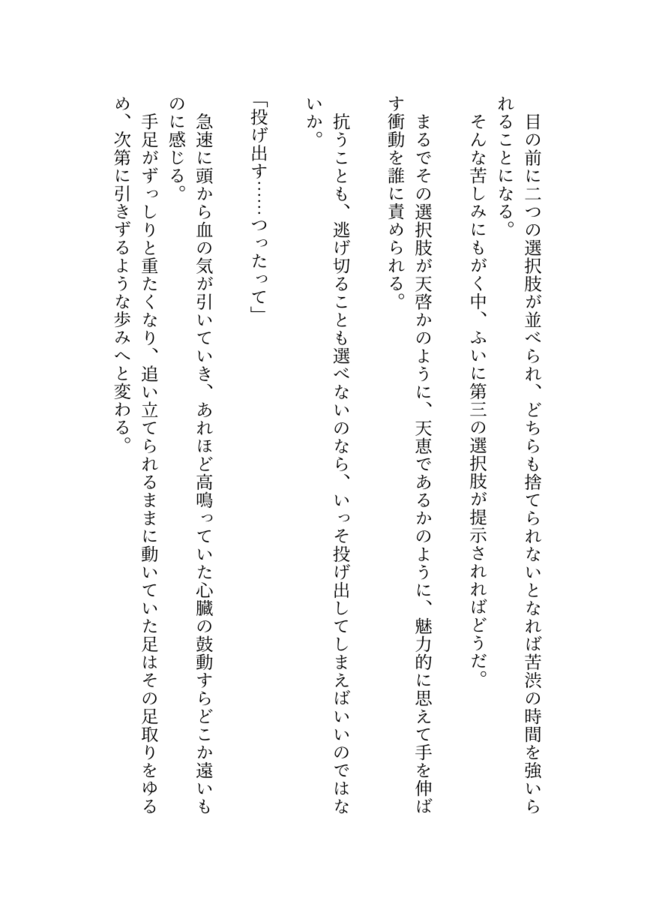 目の前に二つの選択肢が並べられ、どちらも捨てられないとなれば苦渋の時間を強いら
れることになる。
そんな苦しみにもがく中、ふいに第三の選択肢が提示されればどうだ。
まるでその選択肢が天啓かのように、天恵であるかのように、魅力的に思えて手を伸ば
す衝動を誰に責められる。
抗うことも、逃げ切ることも選べないのなら、いっそ投げ出してしまえばいいのではな
いか。
「投げ出す……つったって」
急速に頭から血の気が引いていき、あれほど高鳴っていた心臓の鼓動すらどこか遠いも
のに感じる。
手足がずっしりと重たくなり、追い立てられるままに動いていた足はその足取りをゆる
め、次第に引きずるような歩みへと変わる。